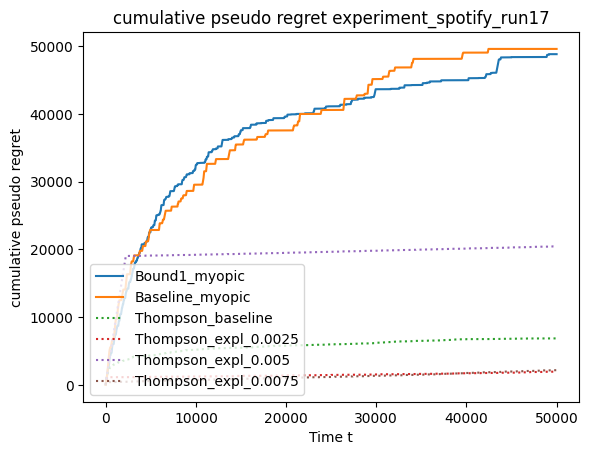 cumulative pseudo regret experiment_spotify_run17
50000
40000
30000
20000
10000
0
cumulative pseudo regret
Bound1_myopic
Baseline_myopic
Thompson_baseline
Thompson_expl_0.0025
Thompson_expl_0.005
Thompson_expl_0.0075
0 10000 20000 30000 40000 50000
Time t